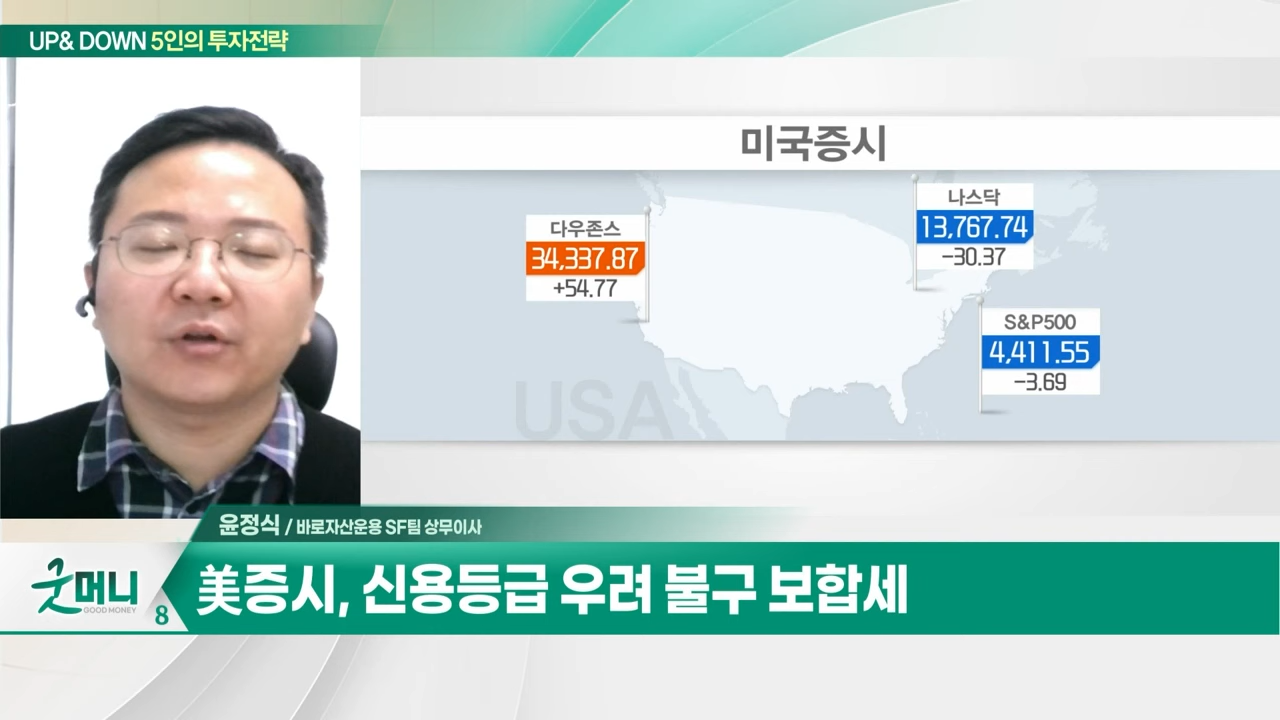 UP& DOWN 5인의 투자전략
미국증시
다우존스
34,337.87
+54.77
나스닥
13,767.74
-30.37
S&P500
4,411.55
-3.69
USA
윤정식 / 바로자산운용 SF팀 상무이사
굿머니
GOOD MONEY
8
美증시, 신용등급 우려 불구 보합세